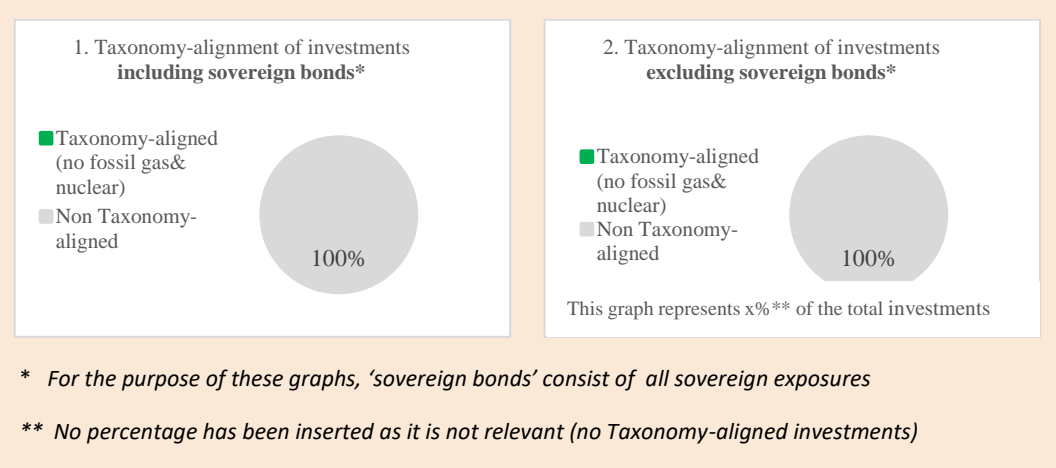 1. Taxonomy-alignment of investments
including sovereign bonds*
Taxonomy-aligned
(no fossil gas&
nuclear)
Non Taxonomy-
aligned
100%
2. Taxonomy-alignment of investments
excluding sovereign bonds*
Taxonomy-aligned
(no fossil gas&
nuclear)
Non Taxonomy-
aligned
100%
This graph represents x%** of the total investments
* For the purpose of these graphs, ‘sovereign bonds’ consist of all sovereign exposures
** No percentage has been inserted as it is not relevant (no Taxonomy-aligned investments)